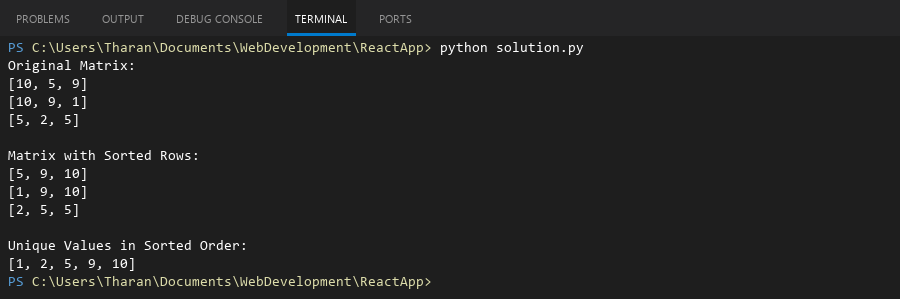 PROBLEMS OUTPUT DEBUG CONSOLE TERMINAL PORTS
PS C:\Users\Tharan\Documents\WebDevelopment\ReactApp> python solution.py
Original Matrix:
[10, 5, 9]
[10, 9, 1]
[5, 2, 5]
Matrix with Sorted Rows:
[5, 9, 10]
[1, 9, 10]
[2, 5, 5]
Unique Values in Sorted Order:
[1, 2, 5, 9, 10]
PS C:\Users\Tharan\Documents\WebDevelopment\ReactApp>